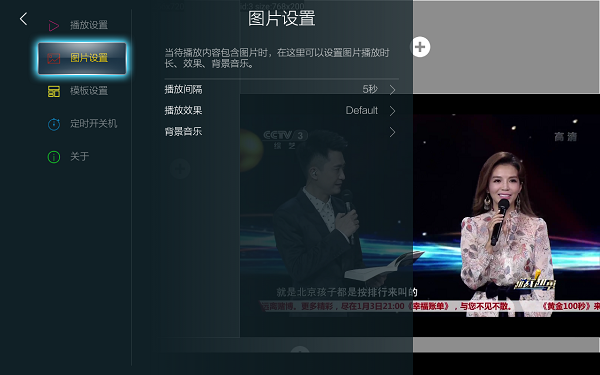 图片设置
播放设置
图片设置
模板设置
定时开关机
关于
当待播放内容包含图片时，在这里可以设置图片播放时
长、效果、背景音乐。
播放间隔 5秒
播放效果 Default
背景音乐
CCTV 3
综艺
高清
就是北京孩子都是按排行来叫的
更多精彩，尽在1月3日21:00《幸福账单》，与您不见不散。 《黄金100秒》来